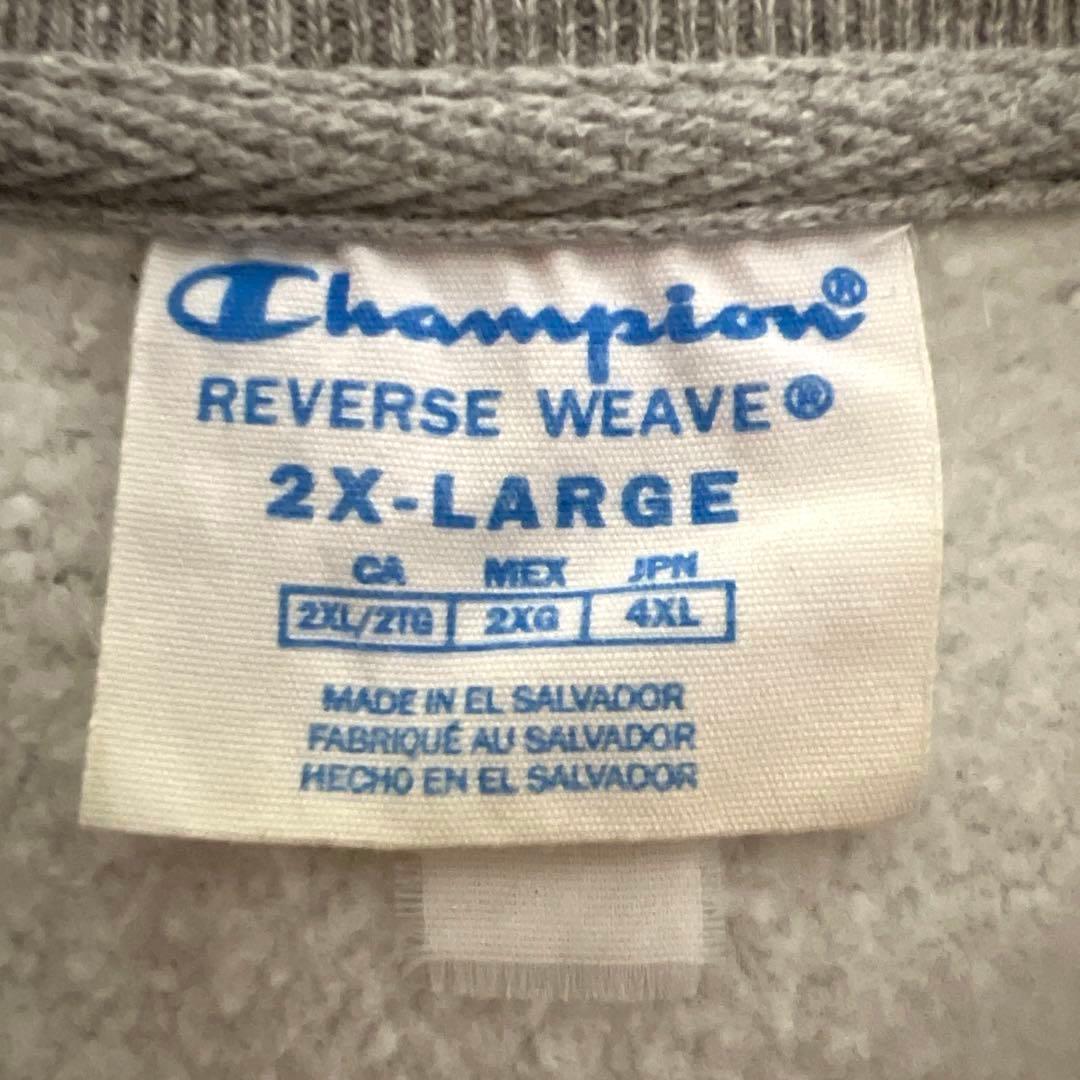 Champion®
REVERSE WEAVE®
2X-LARGE
CA MEX JPN
2XL/2TG 2XG 4XL
MADE IN EL SALVADOR
FABRIQUÉ AU SALVADOR
HECHO EN EL SALVADOR